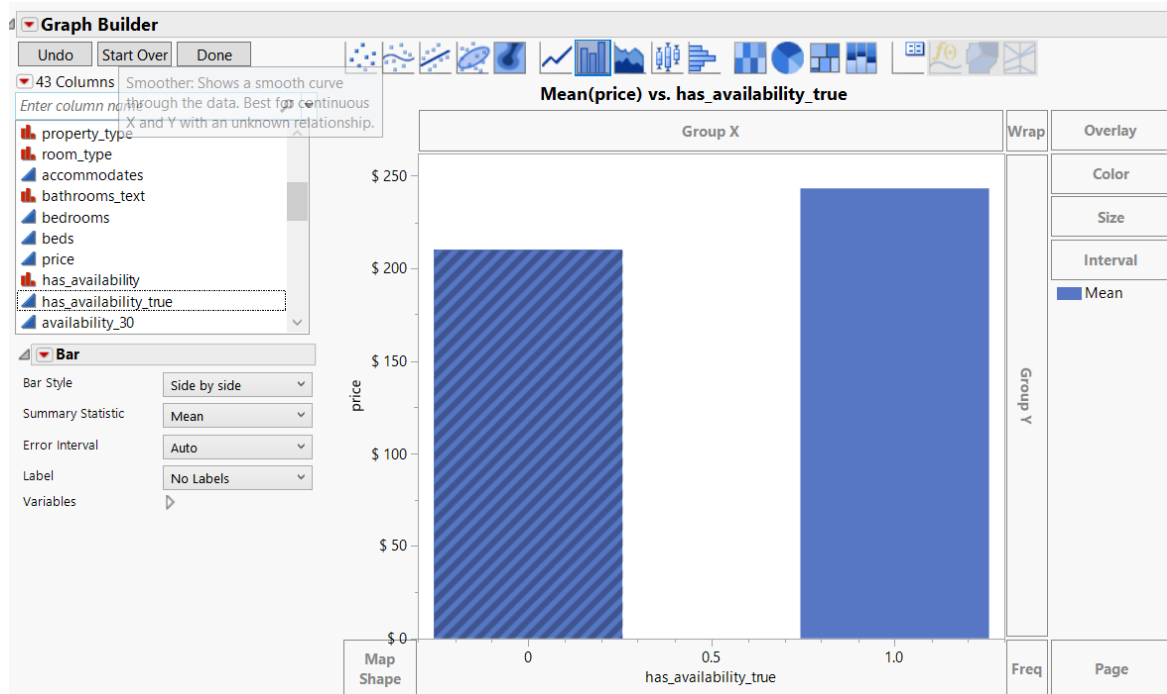 Graph Builder
Undo Start Over Done
43 Columns
Smoother: Shows a smooth curve
through the data. Best for continuous
X and Y with an unknown relationship.
Enter column name
property_type
room_type
accommodates
bathrooms_text
bedrooms
beds
price
has_availability
has_availability_true
availability_30
Bar
Bar Style Side by side
Summary Statistic Mean
Error Interval Auto
Label No Labels
Variables
Mean(price) vs. has_availability_true
Group X
Wrap
Overlay
Color
Size
Interval
Mean
$ 250
$ 200
$ 150
$ 100
$ 50
$ 0
price
Group Y
0 0.5 1.0
has_availability_true
Map
Shape
Freq
Page